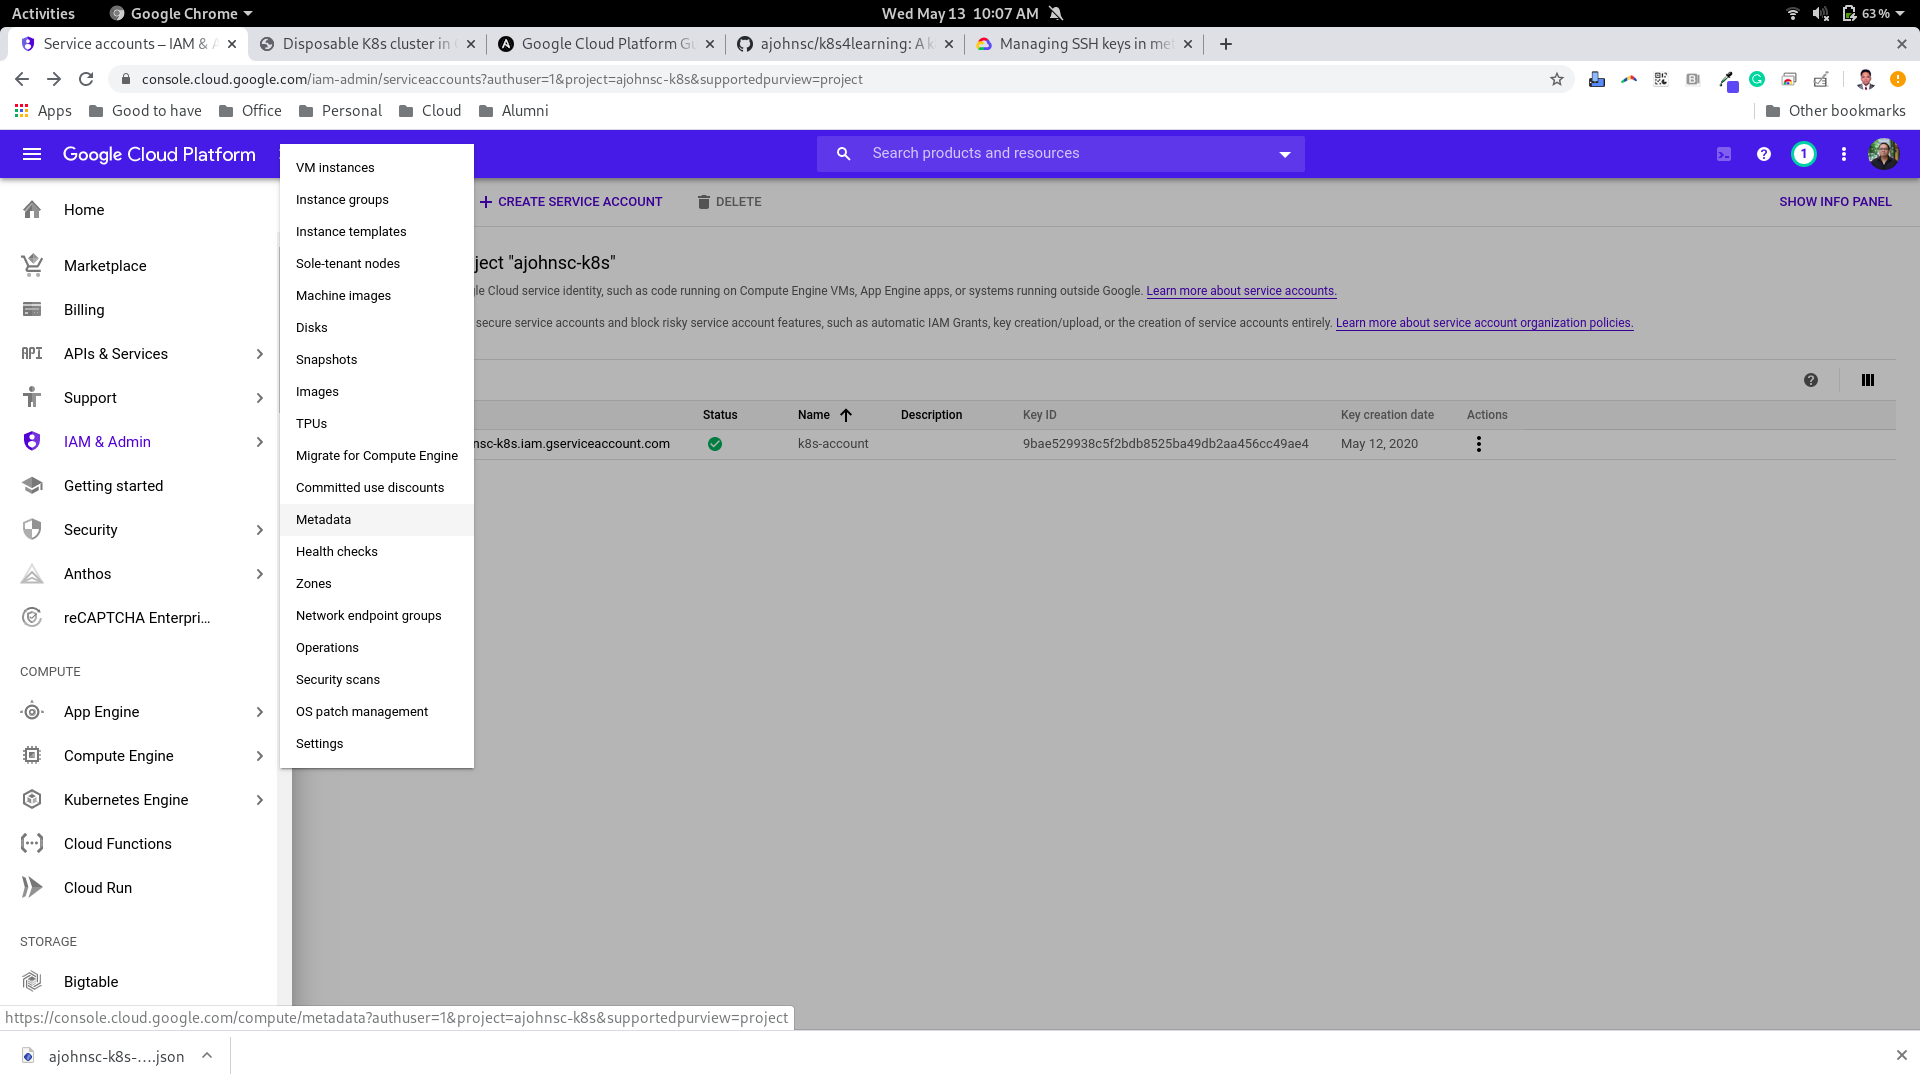 Activities
Google Chrome
Wed May 13 10:07 AM
63 %
Service accounts – IAM & A
Disposable K8s cluster in
Google Cloud Platform Gu
ajohnsc/k8s4learning: A k
Managing SSH keys in met
console.cloud.google.com/iam-admin/serviceaccounts?authuser=1&project=ajohnsc-k8s&supportedpurview=project
Apps
Good to have
Office
Personal
Cloud
Alumni
Other bookmarks
Google Cloud Platform
Search products and resources
1
Home
Marketplace
Billing
API
APIs & Services
Support
IAM & Admin
Getting started
Security
Anthos
reCAPTCHA Enterpri...
COMPUTE
App Engine
Compute Engine
Kubernetes Engine
Cloud Functions
Cloud Run
STORAGE
Bigtable
VM instances
Instance groups
Instance templates
Sole-tenant nodes
Machine images
Disks
Snapshots
Images
TPUs
Migrate for Compute Engine
Committed use discounts
Metadata
Health checks
Zones
Network endpoint groups
Operations
Security scans
OS patch management
Settings
CREATE SERVICE ACCOUNT
DELETE
SHOW INFO PANEL
ject "ajohnsc-k8s"
le Cloud service identity, such as code running on Compute Engine VMs, App Engine apps, or systems running outside Google. Learn more about service accounts.
secure service accounts and block risky service account features, such as automatic IAM Grants, key creation/upload, or the creation of service accounts entirely. Learn more about service account organization policies.
Status
Name
Description
Key ID
Key creation date
Actions
nsc-k8s.iam.gserviceaccount.com
k8s-account
9bae529938c5f2bdb8525ba49db2aa456cc49ae4
May 12, 2020
https://console.cloud.google.com/compute/metadata?authuser=1&project=ajohnsc-k8s&supportedpurview=project
ajohnsc-k8s-....json